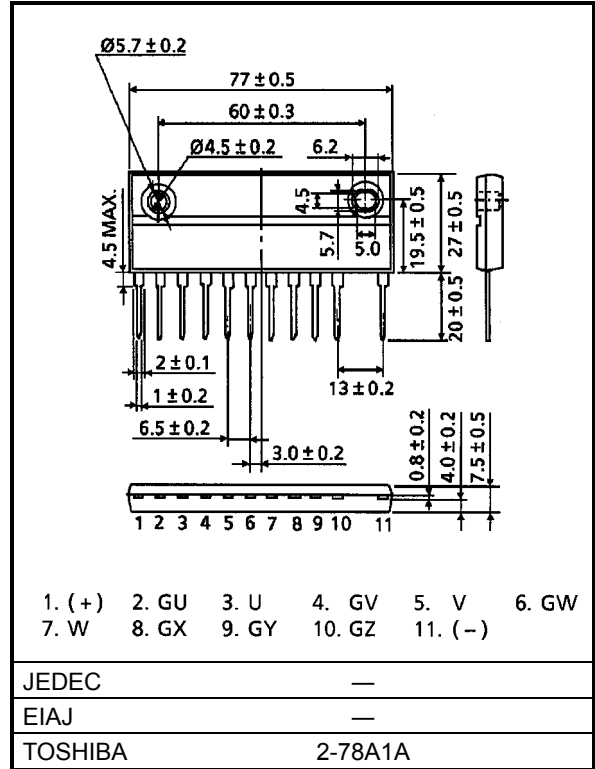 Ø5.7 ± 0.2
77 ± 0.5
60 ± 0.3
Ø4.5 ± 0.2
6.2
4.5 MAX.
4.5
5.7
5.0
19.5 ± 0.5
27 ± 0.5
20 ± 0.5
2 ± 0.1
1 ± 0.2
13 ± 0.2
6.5 ± 0.2
3.0 ± 0.2
0.8 ± 0.2
4.0 ± 0.2
7.5 ± 0.5
1 2 3 4 5 6 7 8 9 10 11
1. (+) 2. GU 3. U 4. GV 5. V 6. GW
7. W 8. GX 9. GY 10. GZ 11. (−)
JEDEC —
EIAJ —
TOSHIBA 2-78A1A